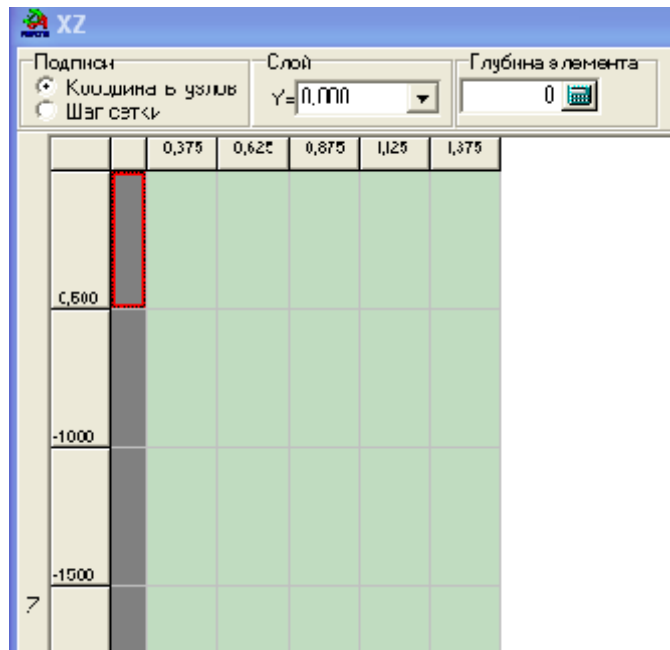 XZ
Подписи
Слой
Глубина элемента
Координаты узлов
Y= 0,000
0
Шаг сетки
0,375 0,625 0,875 1,125 1,375
0,500
-1000
-1500
Z